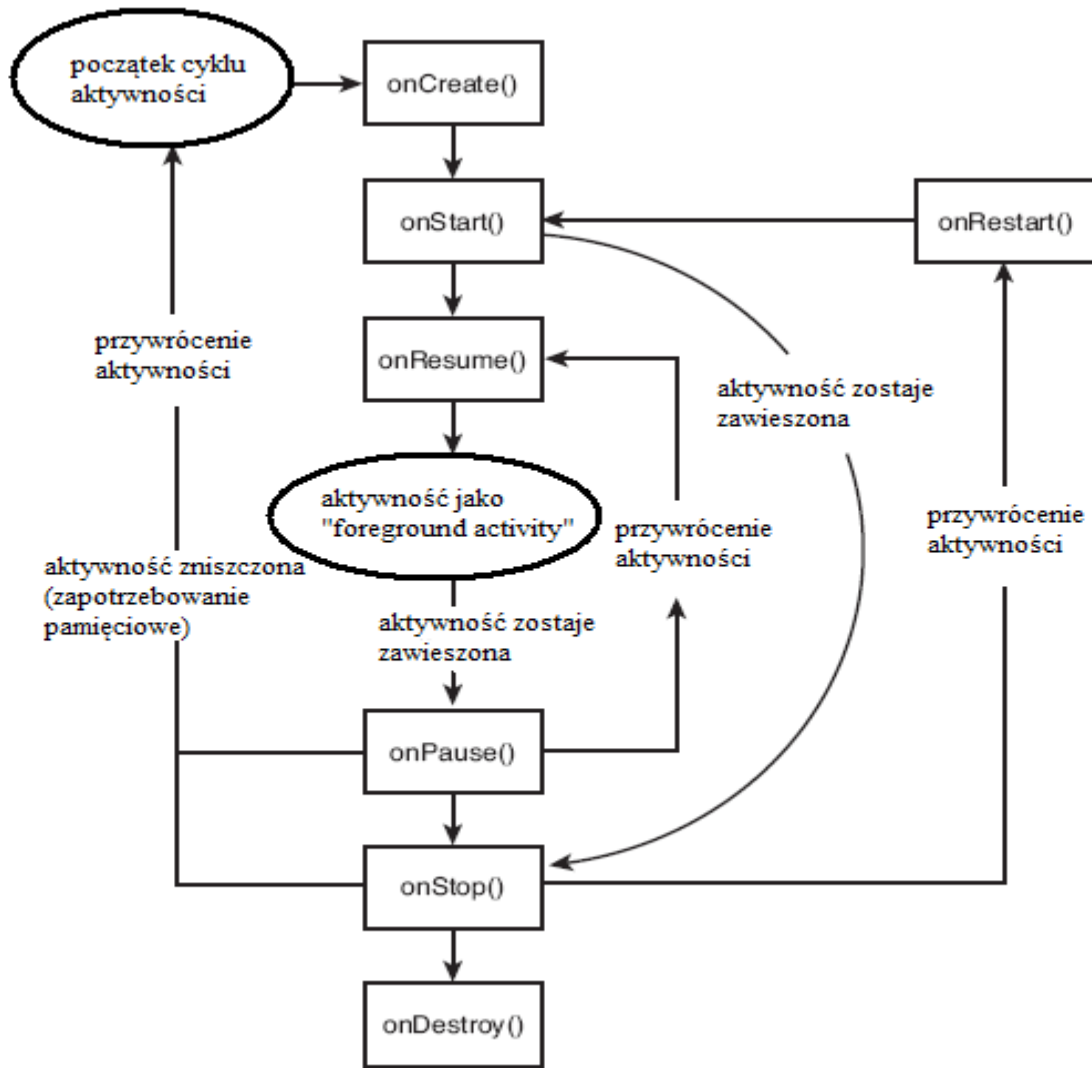 początek cyklu
aktywności
onCreate()
onStart()
onRestart()
onResume()
przywrócenie
aktywności
aktywność zostaje
zawieszona
aktywność jako
"foreground activity"
przywrócenie
aktywności
przywrócenie
aktywności
aktywność zniszczona
(zapotrzebowanie
pamięciowe)
aktywność zostaje
zawieszona
onPause()
onStop()
onDestroy()